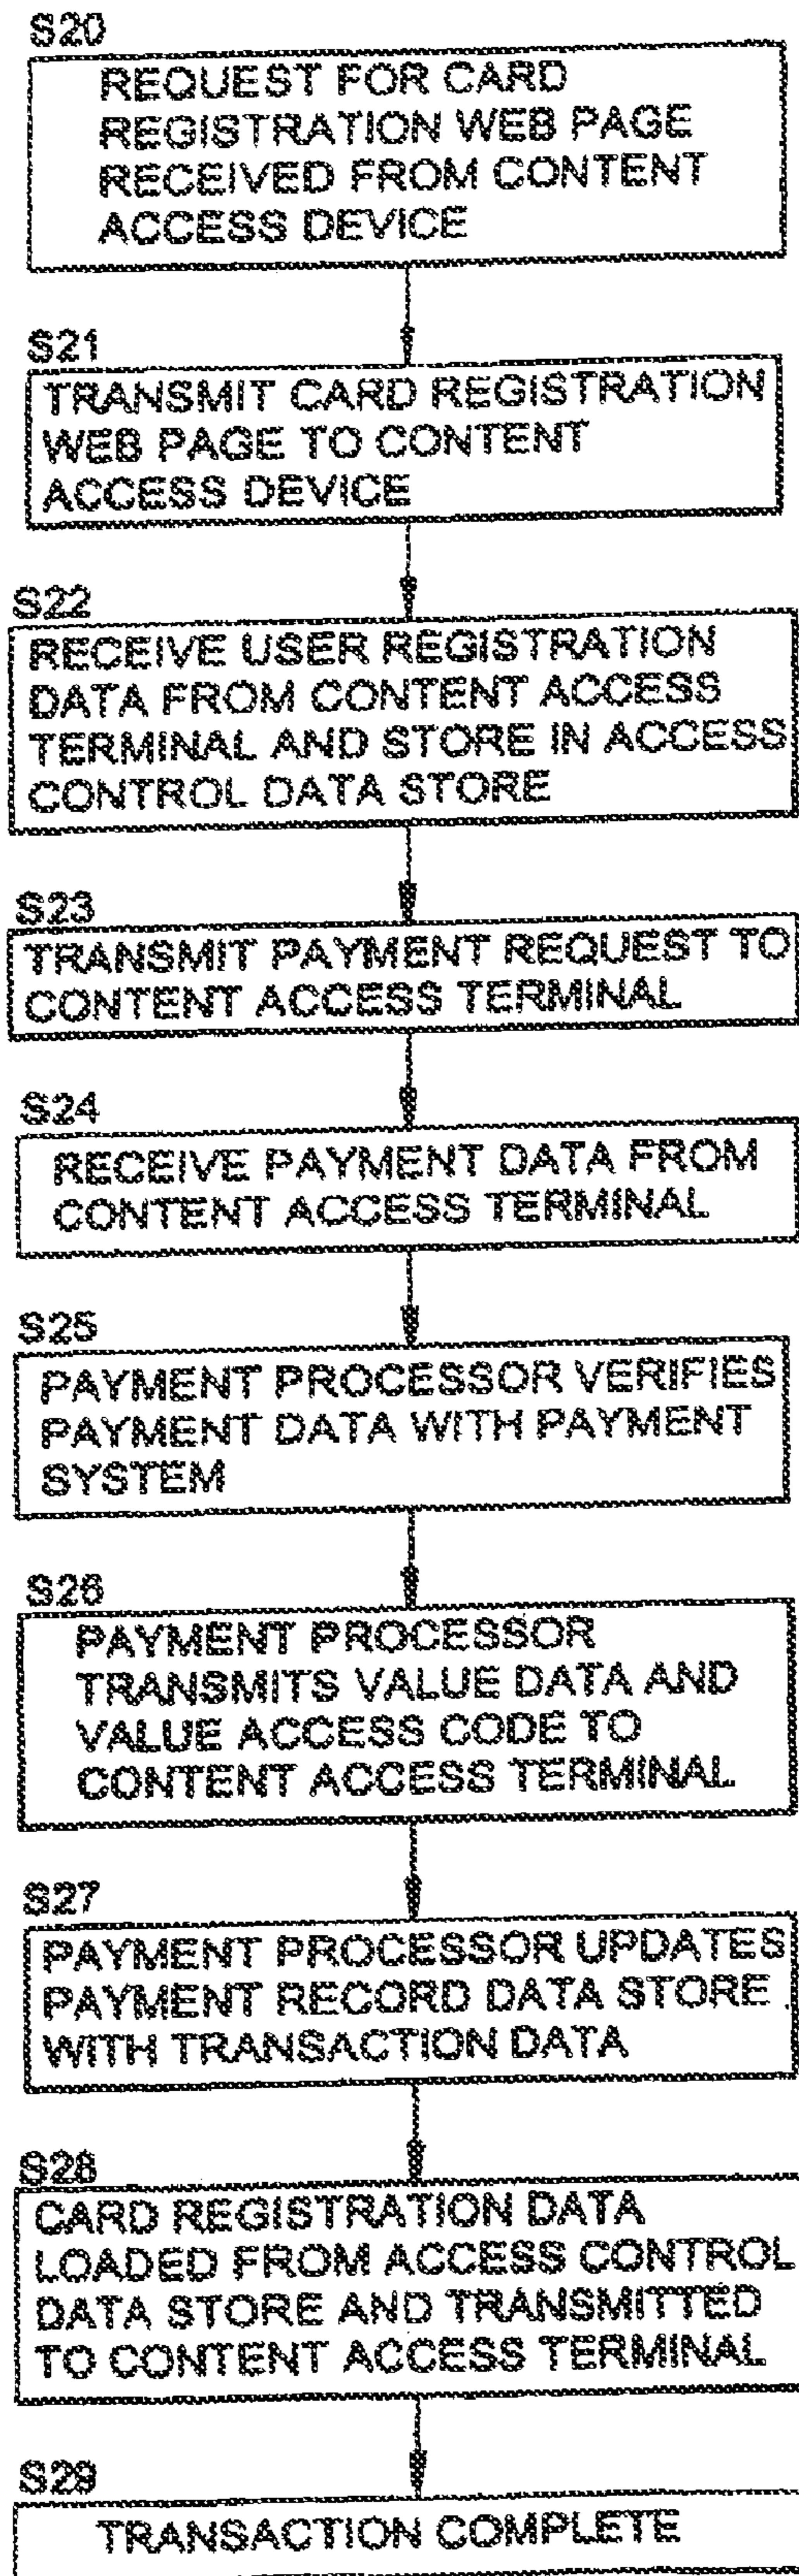 S20
REQUEST FOR CARD
REGISTRATION WEB PAGE
RECEIVED FROM CONTENT
ACCESS DEVICE
S21
TRANSMIT CARD REGISTRATION
WEB PAGE TO CONTENT
ACCESS DEVICE
S22
RECEIVE USER REGISTRATION
DATA FROM CONTENT ACCESS
TERMINAL AND STORE IN ACCESS
CONTROL DATA STORE
S23
TRANSMIT PAYMENT REQUEST TO
CONTENT ACCESS TERMINAL
S24
RECEIVE PAYMENT DATA FROM
CONTENT ACCESS TERMINAL
S25
PAYMENT PROCESSOR VERIFIES
PAYMENT DATA WITH PAYMENT
SYSTEM
S26
PAYMENT PROCESSOR
TRANSMITS VALUE DATA AND
VALUE ACCESS CODE TO
CONTENT ACCESS TERMINAL
S27
PAYMENT PROCESSOR UPDATES
PAYMENT RECORD DATA STORE
WITH TRANSACTION DATA
S28
CARD REGISTRATION DATA
LOADED FROM ACCESS CONTROL
DATA STORE AND TRANSMITTED
TO CONTENT ACCESS TERMINAL
S29
TRANSACTION COMPLETE